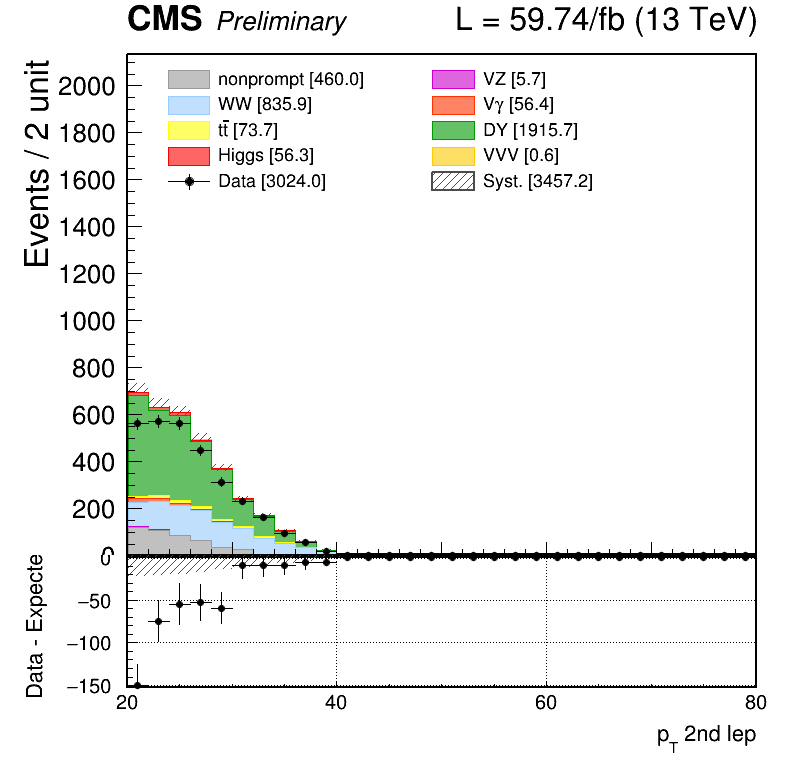 CMS Preliminary L = 59.74/fb (13 TeV)
Events / 2 unit
2000
1800
1600
1400
1200
1000
800
600
400
200
0
nonprompt [460.0]
WW [835.9]
tt̅ [73.7]
Higgs [56.3]
Data [3024.0]
VZ [5.7]
Vγ [56.4]
DY [1915.7]
VVV [0.6]
Syst. [3457.2]
Data - Expecte
0
−50
−100
−150
20 40 60 80
p_T 2nd lep